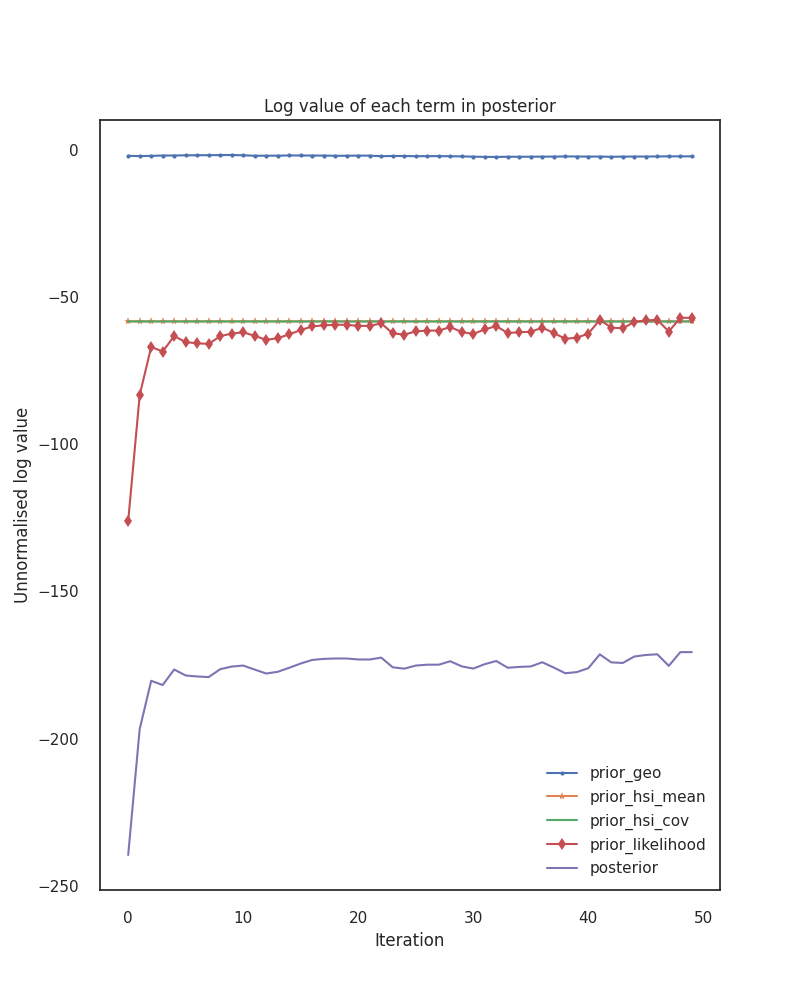 Log value of each term in posterior
Unnormalised log value
0
−50
−100
−150
−200
−250
prior_geo
prior_hsi_mean
prior_hsi_cov
prior_likelihood
posterior
0 10 20 30 40 50
Iteration